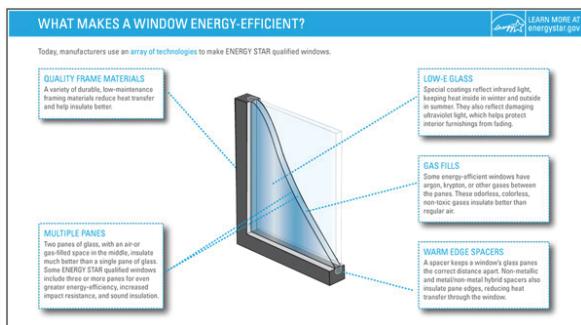 WHAT MAKES A WINDOW ENERGY-EFFICIENT?
LEARN MORE AT
energystar.gov
Today, manufacturers use an array of technologies to make ENERGY STAR qualified windows.
QUALITY FRAME MATERIALS
A variety of durable, low-maintenance
framing materials reduce heat transfer
and help insulate better.
MULTIPLE PANES
Two panes of glass, with an air-or
gas-filled space in the middle, insulate
much better than a single pane of glass.
Some ENERGY STAR qualified windows
include three or more panes for even
greater energy-efficiency, increased
impact resistance, and sound insulation.
LOW-E GLASS
Special coatings reflect infrared light,
keeping heat inside in winter and outside
in summer. They also reflect damaging
ultraviolet light, which helps protect
interior furnishings from fading.
GAS FILLS
Some energy-efficient windows have
argon, krypton, or other gases between
the panes. These odorless, colorless,
non-toxic gases insulate better than
regular air.
WARM EDGE SPACERS
A spacer keeps a window's glass panes
the correct distance apart. Non-metallic
and metal/non-metal hybrid spacers also
insulate pane edges, reducing heat
transfer through the window.